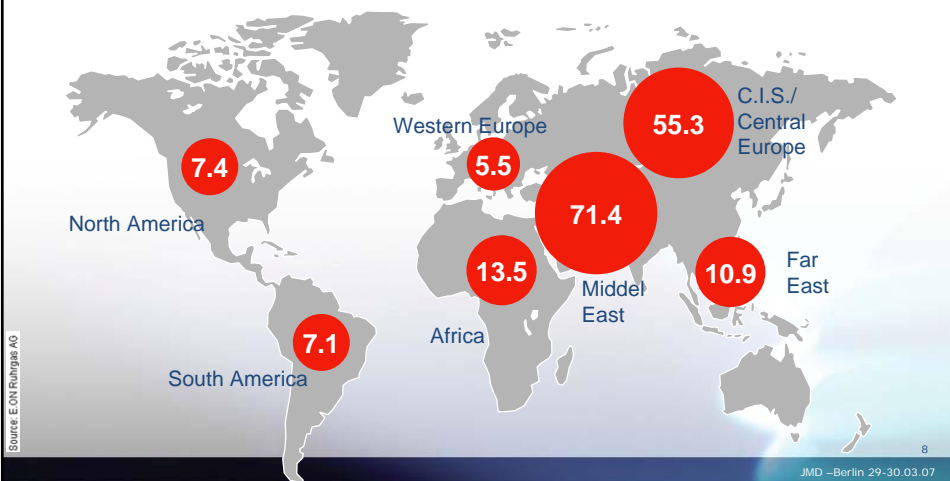 C.I.S./
Central
Europe
55.3
Western Europe
5.5
7.4
North America
71.4
Middel
East
13.5
Africa
10.9
Far
East
7.1
South America
Source: E.ON Ruhrgas AG
8
JMD –Berlin 29-30.03.07